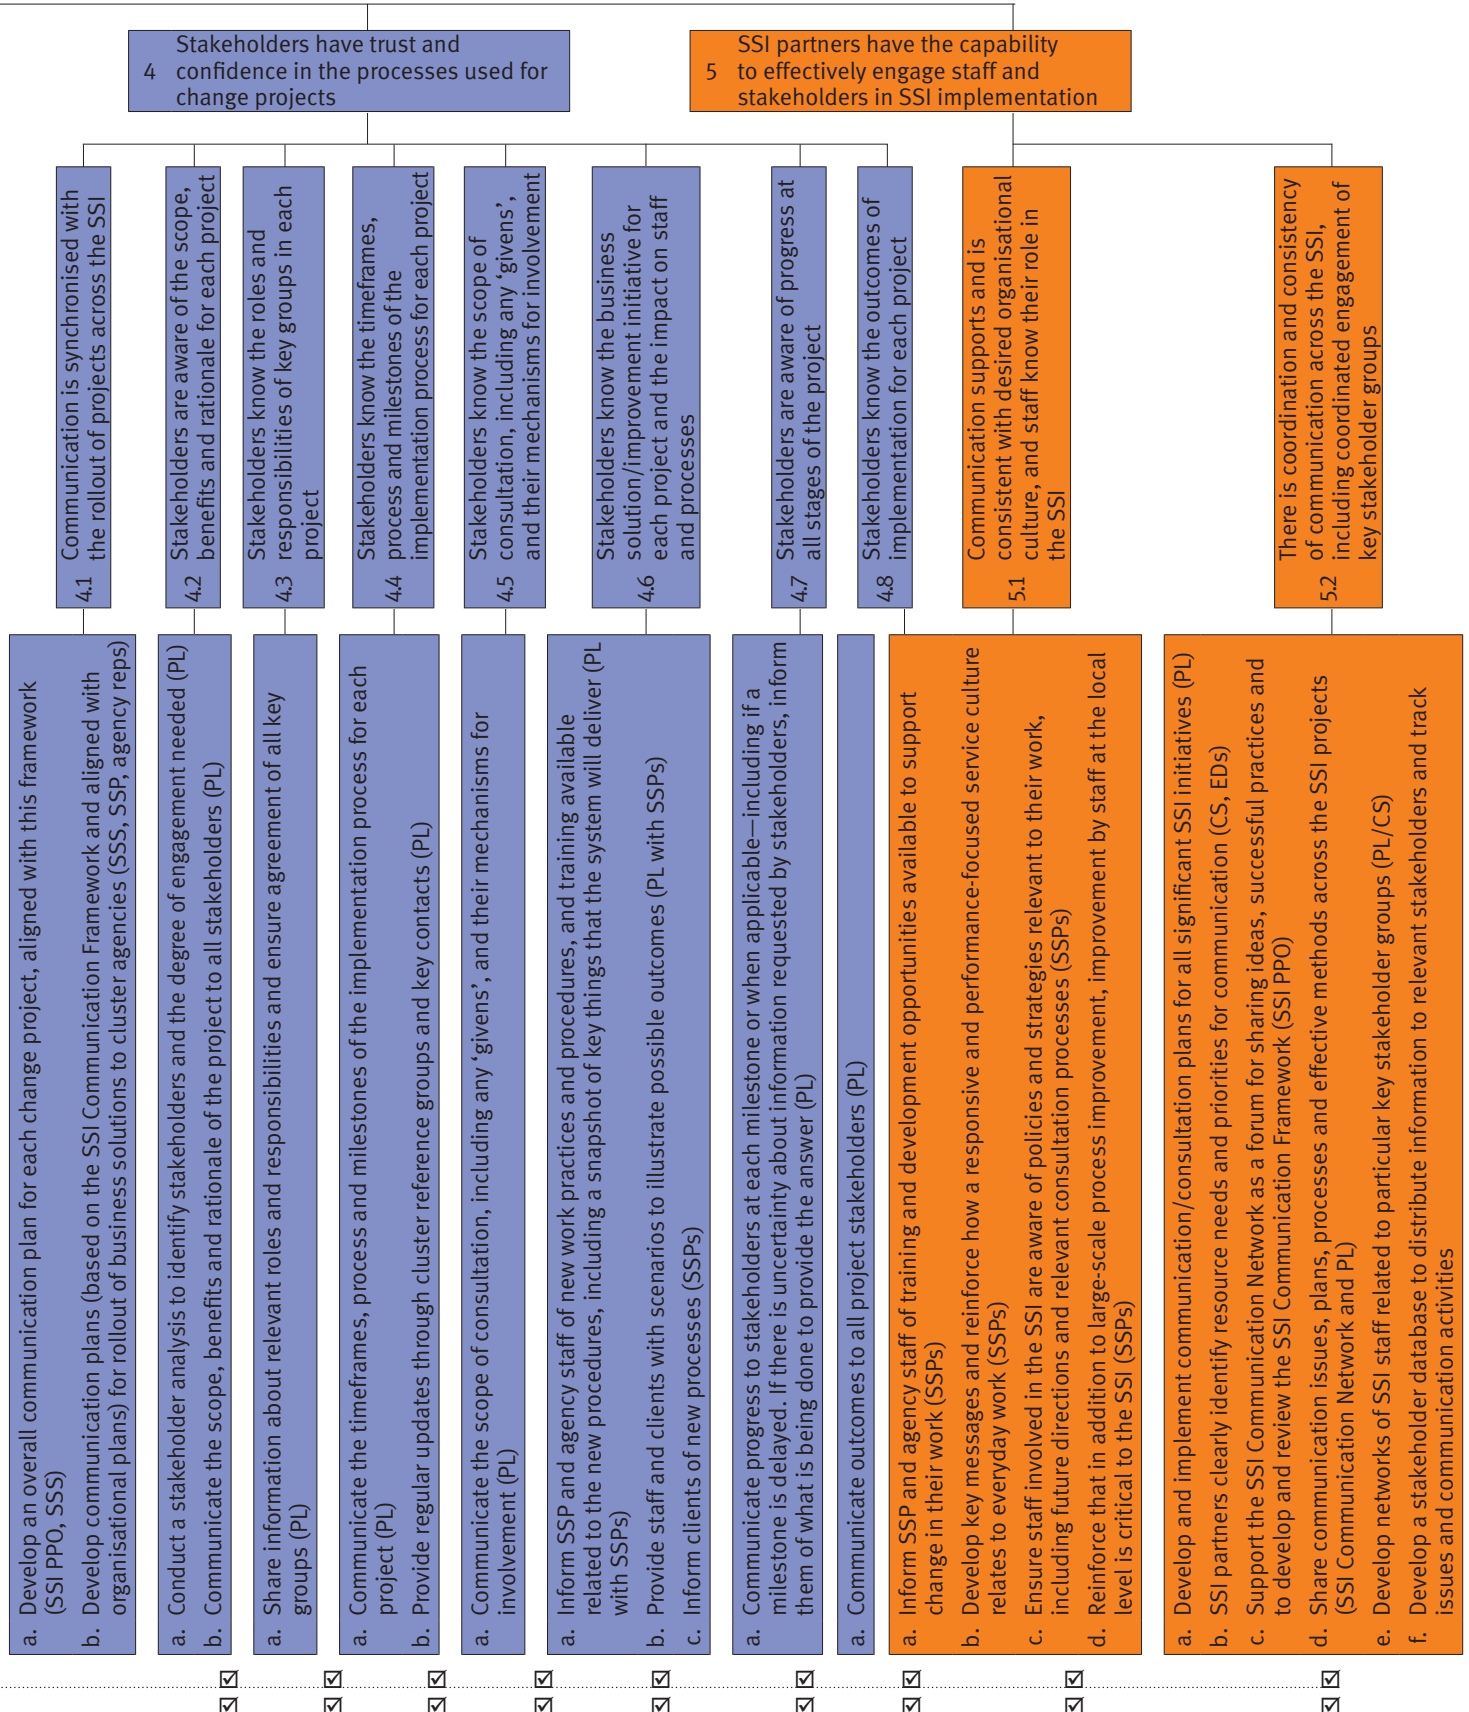 Stakeholders have trust and
4 confidence in the processes used for
change projects
SSI partners have the capability
5 to effectively engage staff and
stakeholders in SSI implementation
4.1 Communication is synchronised with
the rollout of projects across the SSI
a. Develop an overall communication plan for each change project, aligned with this framework
(SSI PPO, SSS)
b. Develop communication plans (based on the SSI Communication Framework and aligned with
organisational plans) for rollout of business solutions to cluster agencies (SSS, SSP, agency reps)
4.2 Stakeholders are aware of the scope,
benefits and rationale for each project
a. Conduct a stakeholder analysis to identify stakeholders and the degree of engagement needed (PL)
b. Communicate the scope, benefits and rationale of the project to all stakeholders (PL)
4.3 Stakeholders know the roles and
responsibilities of key groups in each
project
a. Share information about relevant roles and responsibilities and ensure agreement of all key
groups (PL)
4.4 Stakeholders know the timeframes,
process and milestones of the
implementation process for each project
a. Communicate the timeframes, process and milestones of the implementation process for each
project (PL)
b. Provide regular updates through cluster reference groups and key contacts (PL)
4.5 Stakeholders know the scope of
consultation, including any ‘givens’,
and their mechanisms for involvement
a. Communicate the scope of consultation, including any ‘givens’, and their mechanisms for
involvement (PL)
4.6 Stakeholders know the business
solution/improvement initiative for
each project and the impact on staff
and processes
a. Inform SSP and agency staff of new work practices and procedures, and training available
related to the new procedures, including a snapshot of key things that the system will deliver (PL
with SSPs)
b. Provide staff and clients with scenarios to illustrate possible outcomes (PL with SSPs)
c. Inform clients of new processes (SSPs)
4.7 Stakeholders are aware of progress at
all stages of the project
a. Communicate progress to stakeholders at each milestone or when applicable—including if a
milestone is delayed. If there is uncertainty about information requested by stakeholders, inform
them of what is being done to provide the answer (PL)
4.8 Stakeholders know the outcomes of
implementation for each project
a. Communicate outcomes to all project stakeholders (PL)
5.1 Communication supports and is
consistent with desired organisational
culture, and staff know their role in
the SSI
a. Inform SSP and agency staff of training and development opportunities available to support
change in their work (SSPs)
b. Develop key messages and reinforce how a responsive and performance-focused service culture
relates to everyday work (SSPs)
c. Ensure staff involved in the SSI are aware of policies and strategies relevant to their work,
including future directions and relevant consultation processes (SSPs)
d. Reinforce that in addition to large-scale process improvement, improvement by staff at the local
level is critical to the SSI (SSPs)
5.2 There is coordination and consistency
of communication across the SSI,
including coordinated engagement of
key stakeholder groups
a. Develop and implement communication/consultation plans for all significant SSI initiatives (PL)
b. SSI partners clearly identify resource needs and priorities for communication (CS, EDs)
c. Support the SSI Communication Network as a forum for sharing ideas, successful practices and
to develop and review the SSI Communication Framework (SSI PPO)
d. Share communication issues, plans, processes and effective methods across the SSI projects
(SSI Communication Network and PL)
e. Develop networks of SSI staff related to particular key stakeholder groups (PL/CS)
f. Develop a stakeholder database to distribute information to relevant stakeholders and track
issues and communication activities